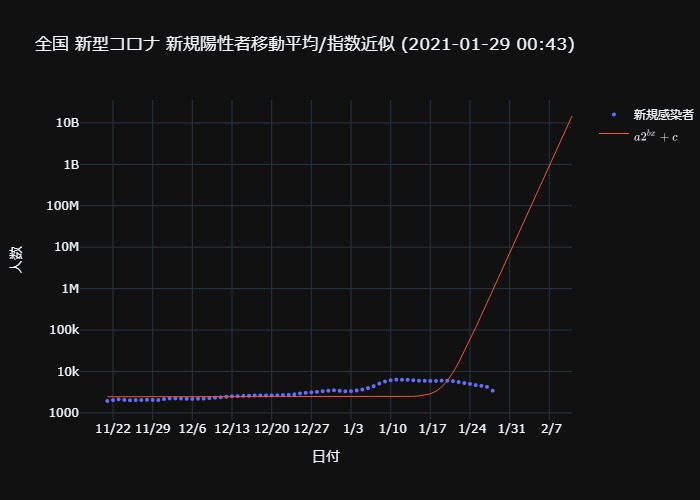 全国 新型コロナ 新規陽性者移動平均/指数近似 (2021-01-29 00:43)
新規感染者
a2^{bx} + c
人数
10B
1B
100M
10M
1M
100k
10k
1000
11/22 11/29 12/6 12/13 12/20 12/27 1/3 1/10 1/17 1/24 1/31 2/7
日付